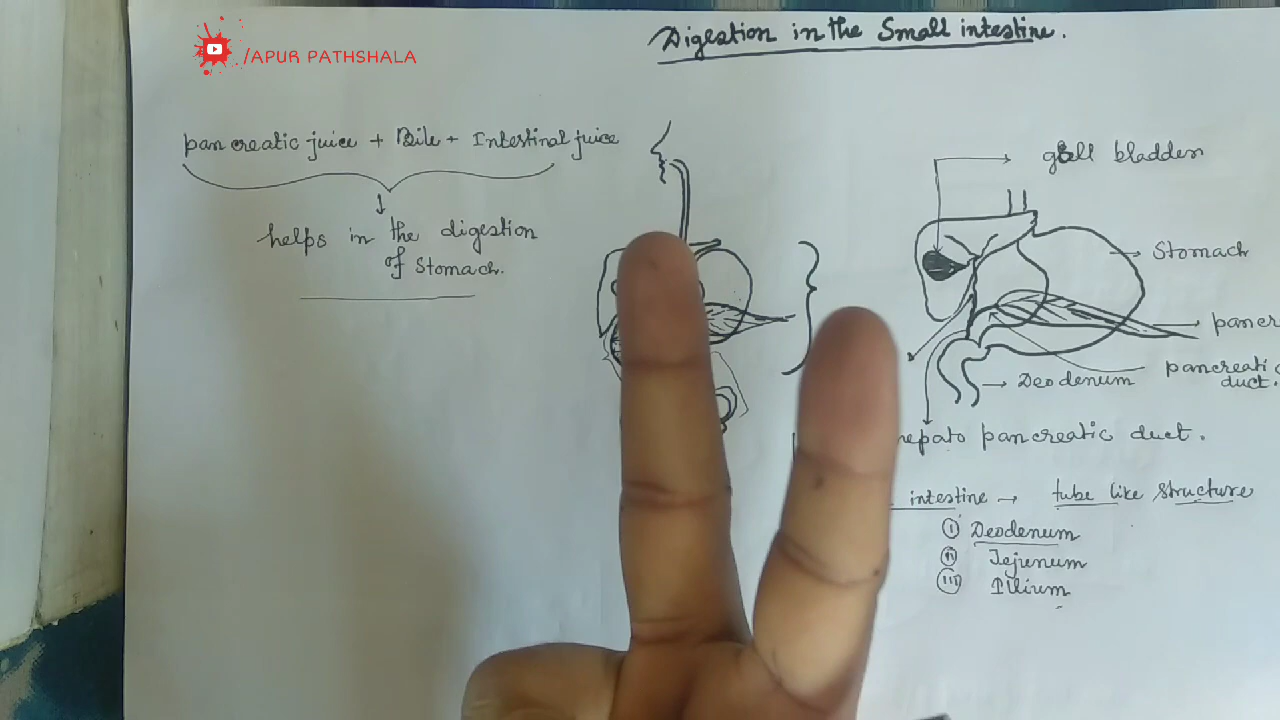 /APUR PATHSHALA
Digestion in the Small intestine.
pancreatic juice + Bile + Intestinal juice
helps in the digestion
of Stomach.
gall bladder
Stomach
pancr
pancreatic
duct.
Deodenum
hepato pancreatic duct.
intestine → tube like structure
(i) Deodenum
(ii) Jejunum
(iii) Illium